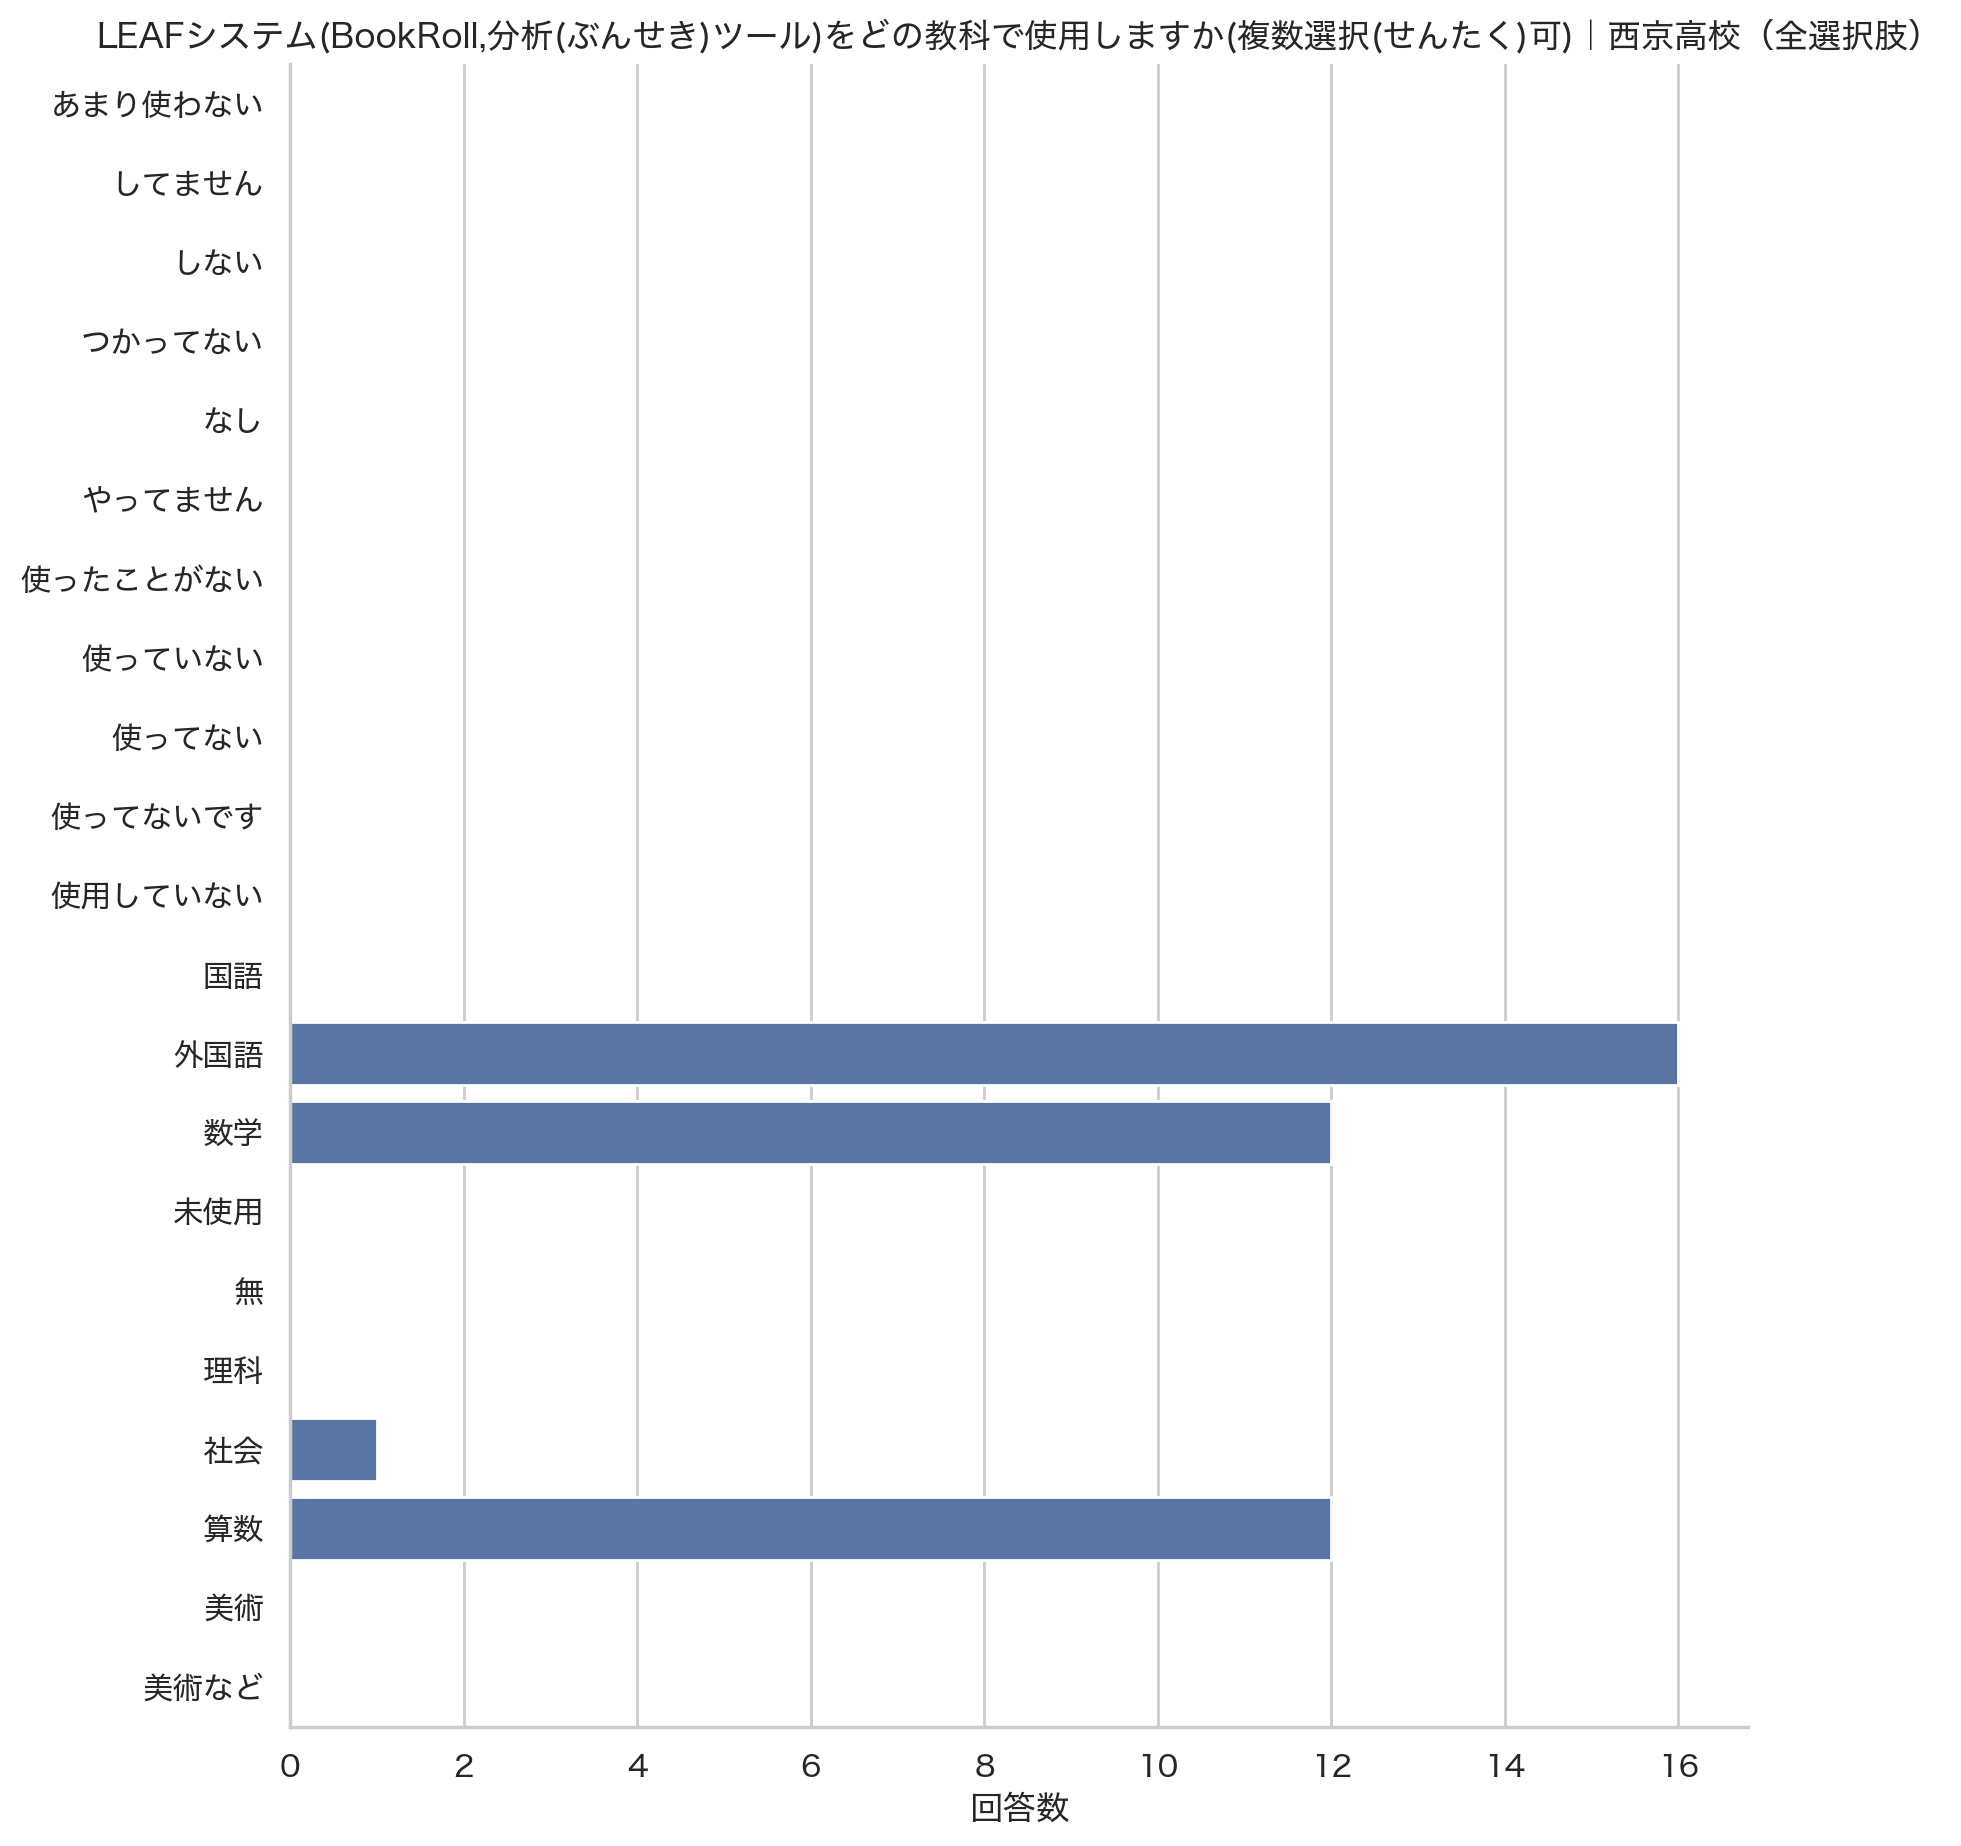 LEAFシステム(BookRoll,分析(ぶんせき)ツール)をどの教科で使用しますか(複数選択(せんたく)可)｜西京高校（全選択肢）
あまり使わない
してません
しない
つかってない
なし
やってません
使ったことがない
使っていない
使ってない
使ってないです
使用していない
国語
外国語
数学
未使用
無
理科
社会
算数
美術
美術など
0 2 4 6 8 10 12 14 16
回答数